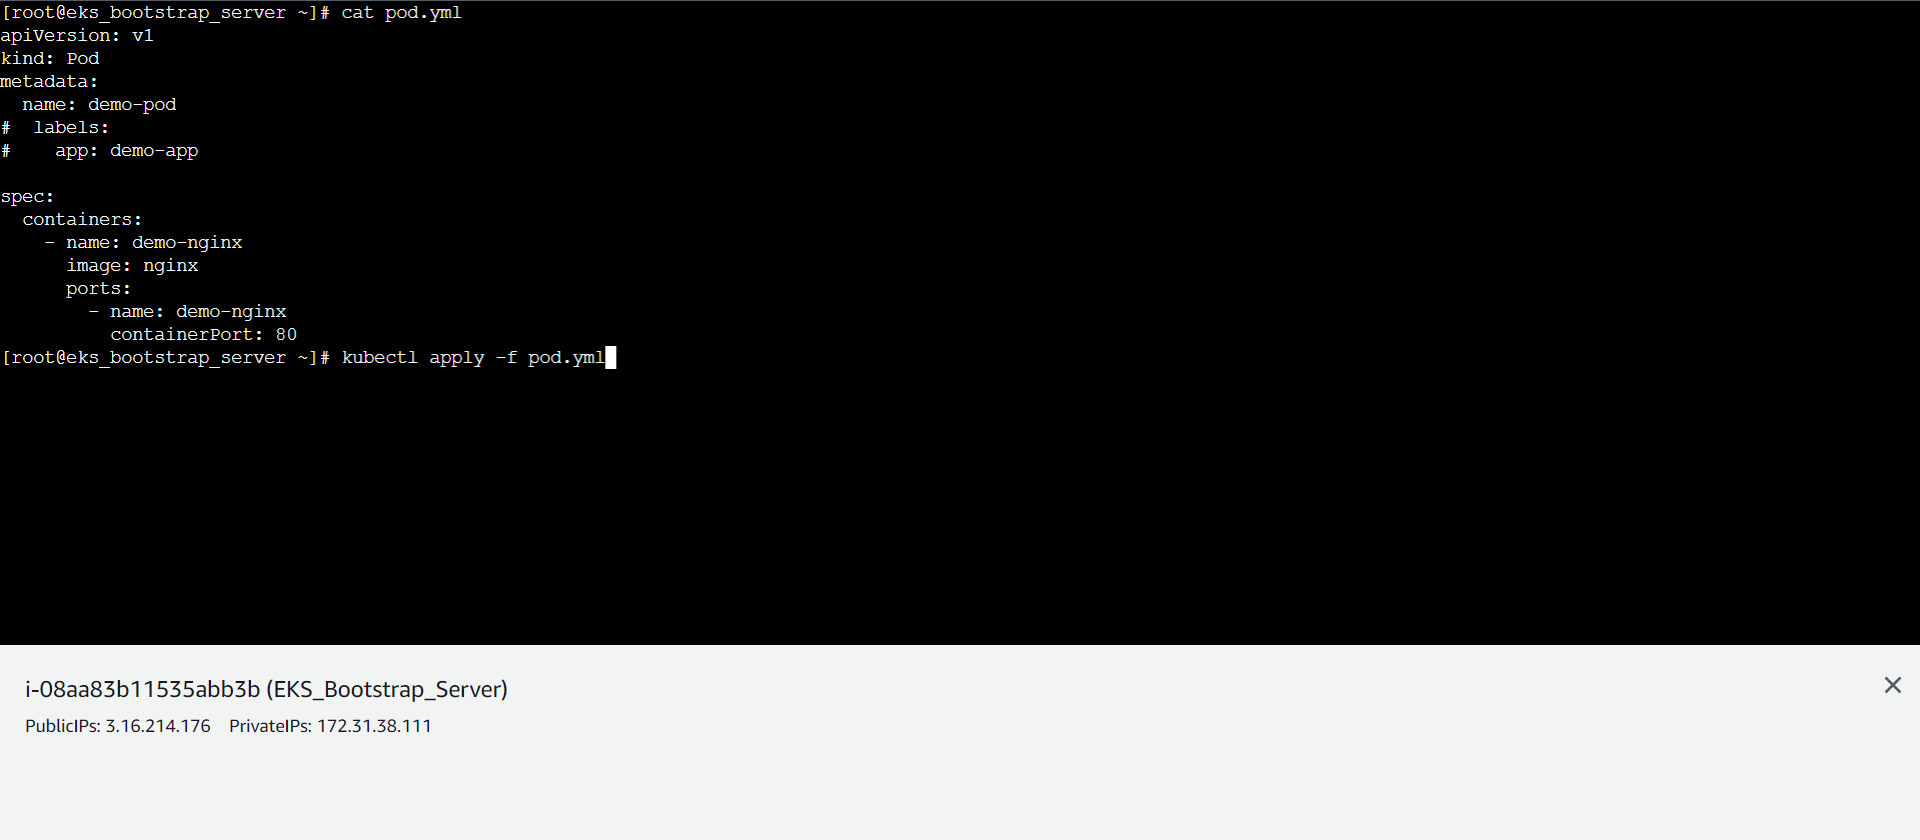 [root@eks_bootstrap_server ~]# cat pod.yml
apiVersion: v1
kind: Pod
metadata:
  name: demo-pod
#  labels:
#    app: demo-app

spec:
  containers:
    - name: demo-nginx
      image: nginx
      ports:
        - name: demo-nginx
          containerPort: 80
[root@eks_bootstrap_server ~]# kubectl apply -f pod.yml
i-08aa83b11535abb3b (EKS_Bootstrap_Server)
PublicIPs: 3.16.214.176    PrivateIPs: 172.31.38.111